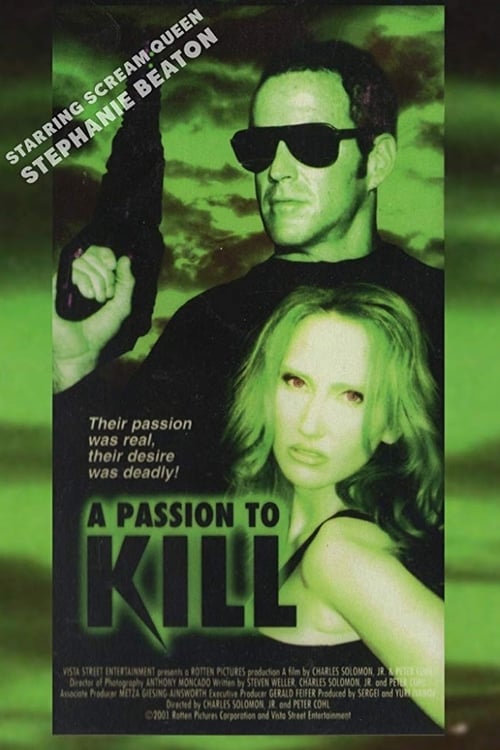 STARRING SCREAM QUEEN
STEPHANIE BEATON
Their passion
was real,
their desire
was deadly!
A PASSION TO
KILL
VISTA STREET ENTERTAINMENT presents a ROTTEN PICTURES production A film by CHARLES SOLOMON, JR. & PETER COHL
Director of Photography ANTHONY MONCADO Written by STEVEN WELLER, CHARLES SOLOMON, JR. and PETER COHL
Associate Producer METZA GIESING-AINSWORTH Executive Producer GERALD FEIFER Produced by SERGEI and YURI
Directed by CHARLES SOLOMON, JR. and PETER COHL
©2001 Rotten Pictures Corporation and Vista Street Entertainment